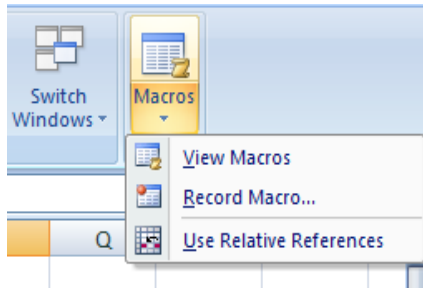 Switch
Windows
Macros
View Macros
Record Macro...
Use Relative References
Q